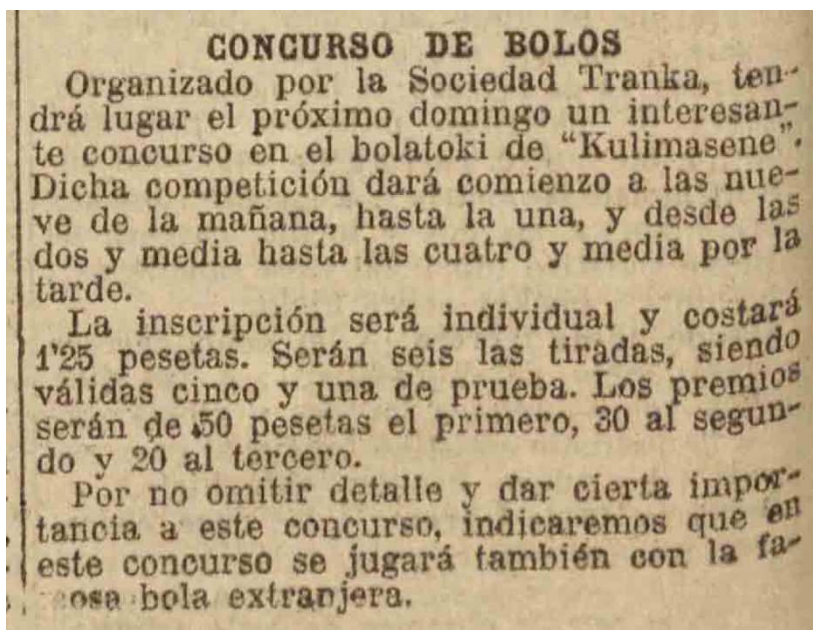 CONCURSO DE BOLOS
Organizado por la Sociedad Tranka, ten-
drá lugar el próximo domingo un interesan-
te concurso en el bolatoki de “Kulimasene”.
Dicha competición dará comienzo a las nue-
ve de la mañana, hasta la una, y desde las
dos y media hasta las cuatro y media por la
tarde.
La inscripción será individual y costará
1'25 pesetas. Serán seis las tiradas, siendo
válidas cinco y una de prueba. Los premios
serán de 50 pesetas el primero, 30 al segun-
do y 20 al tercero.
Por no omitir detalle y dar cierta impor-
tancia a este concurso, indicaremos que en
este concurso se jugará también con la fa-
mosa bola extranjera.